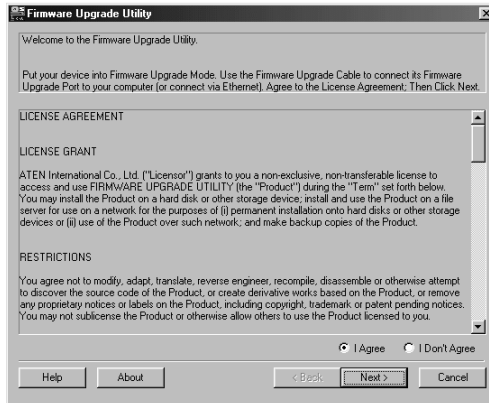 Firmware Upgrade Utility
Welcome to the Firmware Upgrade Utility.
Put your device into Firmware Upgrade Mode. Use the Firmware Upgrade Cable to connect its Firmware
Upgrade Port to your computer (or connect via Ethernet). Agree to the License Agreement; Then Click Next.
LICENSE AGREEMENT
LICENSE GRANT
ATEN International Co., Ltd. ("Licensor") grants to you a non-exclusive, non-transferable license to
access and use FIRMWARE UPGRADE UTILITY (the "Product") during the "Term" set forth below.
You may install the Product on a hard disk or other storage device; install and use the Product on a file
server for use on a network for the purposes of (i) permanent installation onto hard disks or other storage
devices or (ii) use of the Product over such network; and make backup copies of the Product.
RESTRICTIONS
You agree not to modify, adapt, translate, reverse engineer, recompile, disassemble or otherwise attempt
to discover the source code of the Product, or create derivative works based on the Product, or remove
any proprietary notices or labels on the Product, including copyright, trademark or patent pending notices.
You may not sublicense the Product or otherwise allow others to use the Product licensed to you.
I Agree I Don't Agree
Help About < Back Next > Cancel